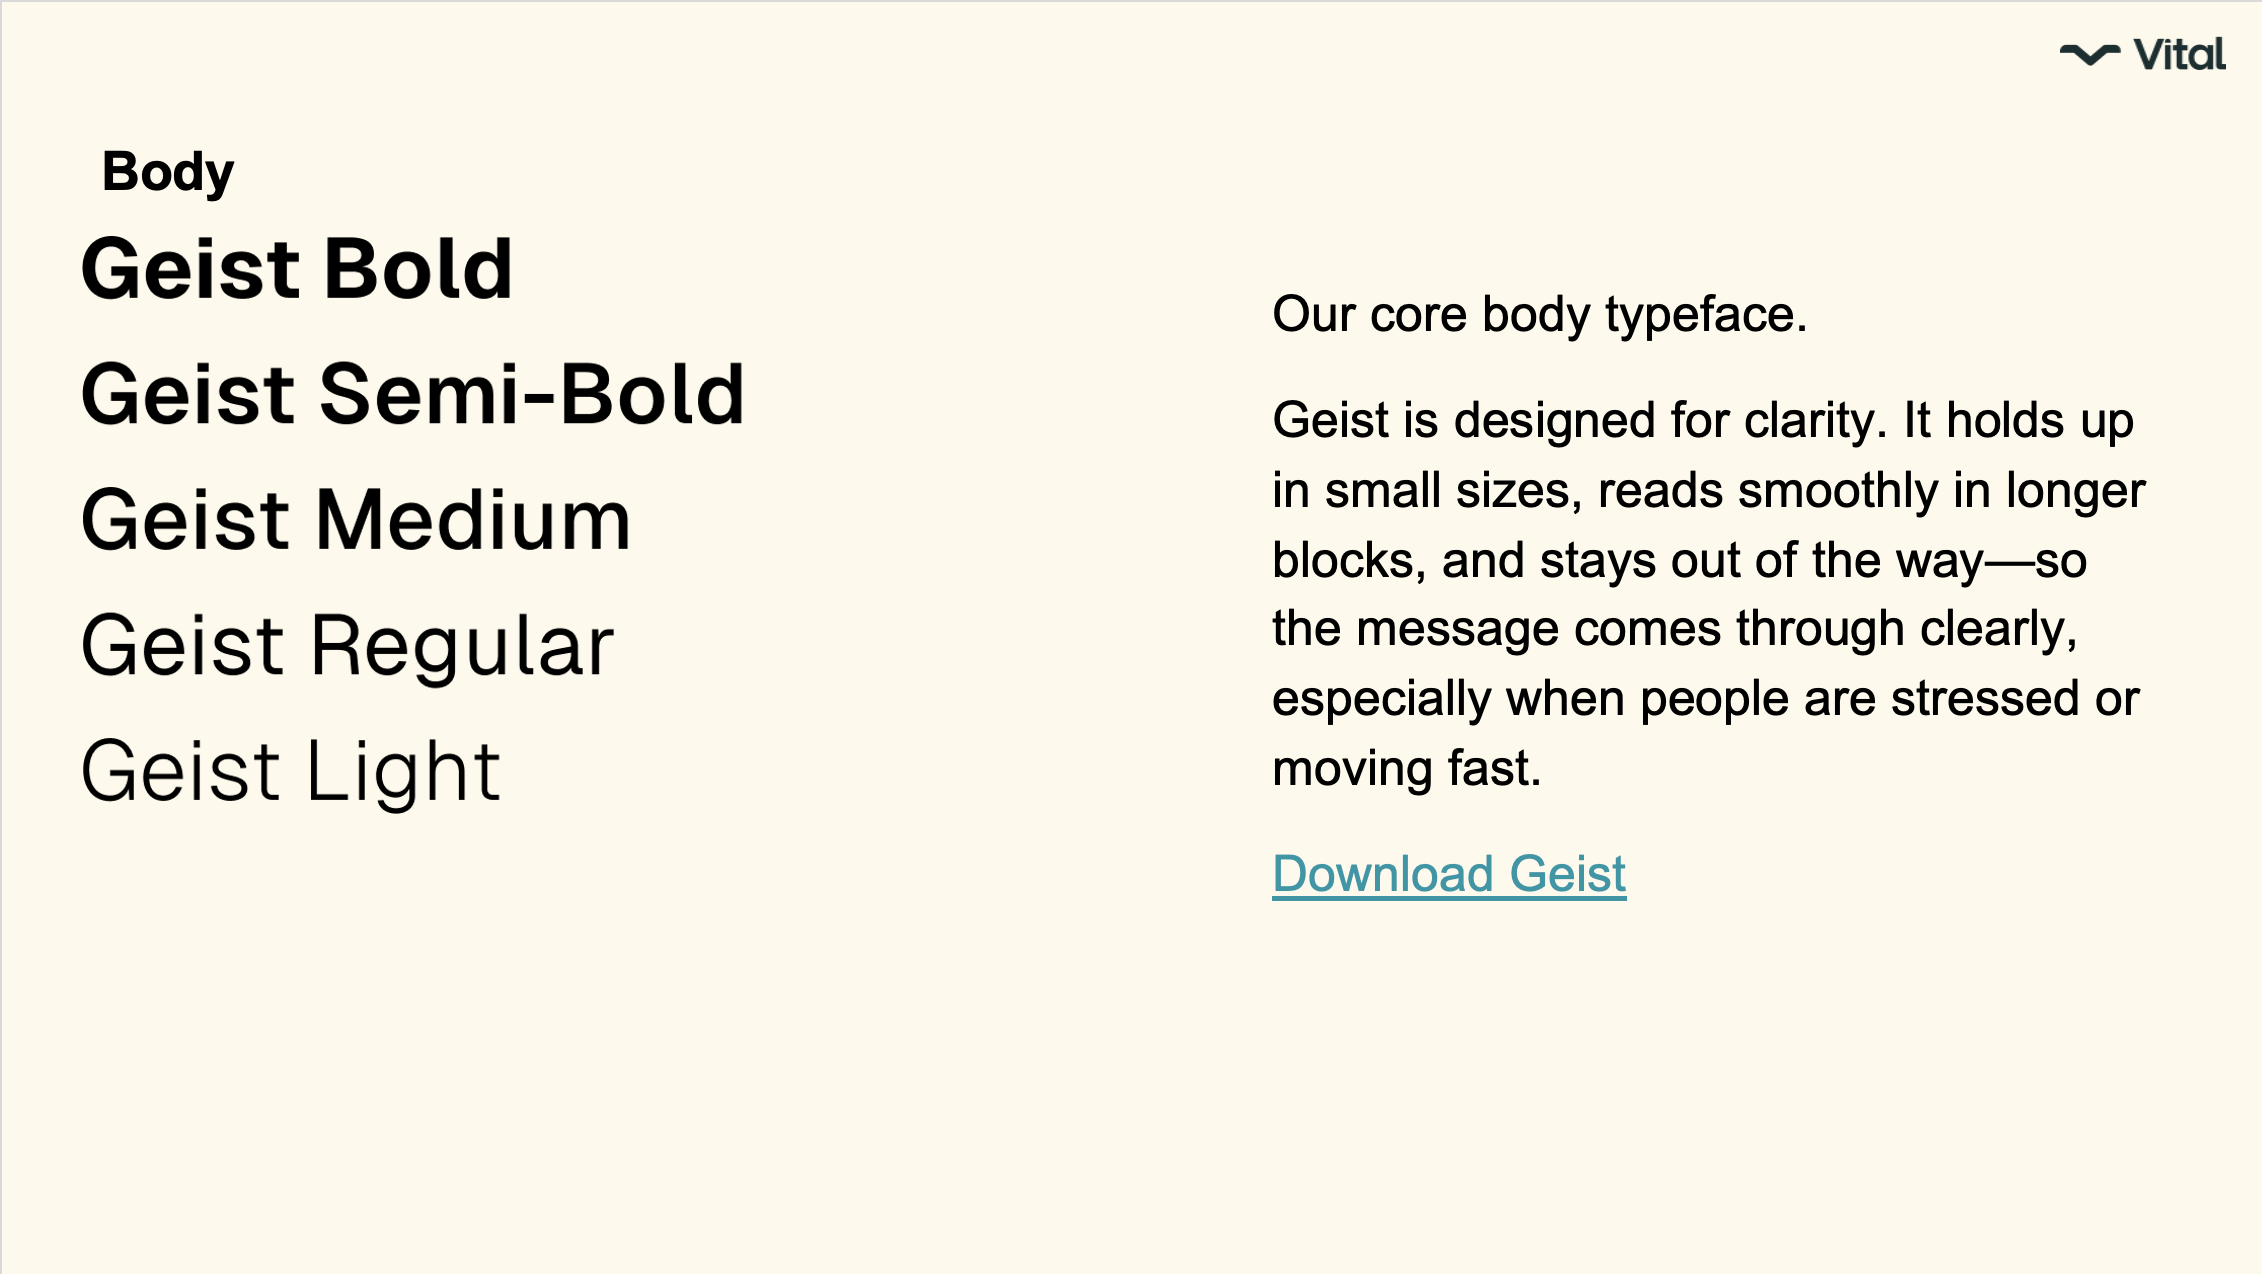 Vital
Body
Geist Bold
Geist Semi-Bold
Geist Medium
Geist Regular
Geist Light
Our core body typeface.
Geist is designed for clarity. It holds up
in small sizes, reads smoothly in longer
blocks, and stays out of the way—so
the message comes through clearly,
especially when people are stressed or
moving fast.
Download Geist